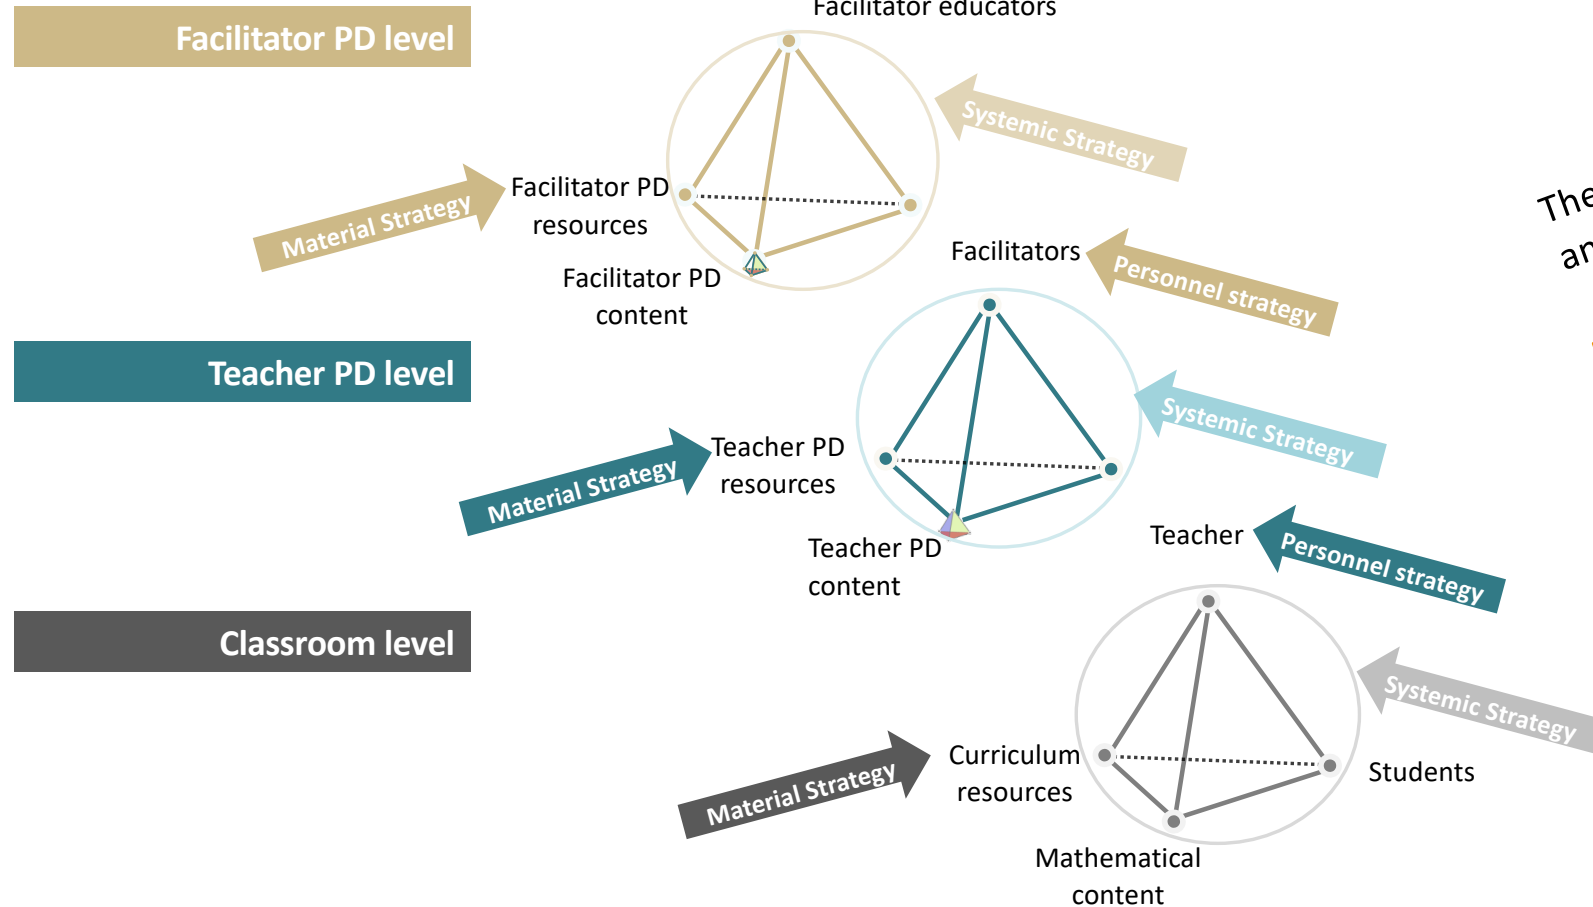 Facilitator educators
Facilitator PD level
Systemic Strategy
Material Strategy
Facilitator PD
resources
Facilitator PD
content
Facilitators
Personnel strategy
Teacher PD level
Systemic Strategy
Material Strategy
Teacher PD
resources
Teacher PD
content
Teacher
Personnel strategy
Classroom level
Systemic Strategy
Material Strategy
Curriculum
resources
Students
Mathematical
content